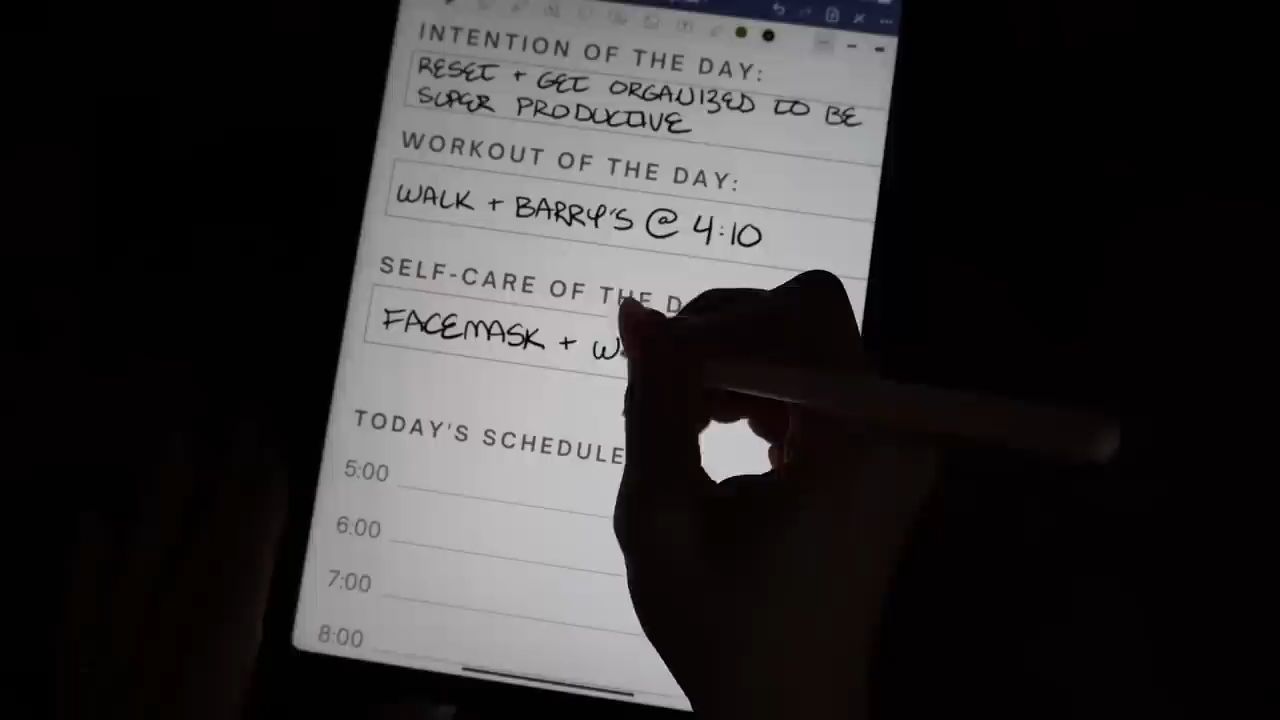 INTENTION OF THE DAY:
RESET + GET ORGANIZED TO BE
SUPER PRODUCTIVE
WORKOUT OF THE DAY:
WALK + BARRY'S @ 4:10
SELF-CARE OF THE
FACEMASK +
TODAY'S SCHEDULE
5:00
6:00
7:00
8:00